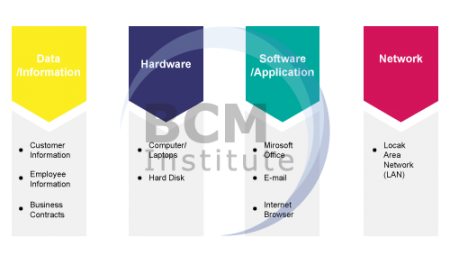 Data
/Information
Hardware
Software
/Application
Network
BCM
Institute
Customer
Information
Employee
Information
Business
Contracts
Computer/
Laptops
Hard Disk
Mirosoft
Office
E-mail
Internet
Browser
Locak
Area
Network
(LAN)